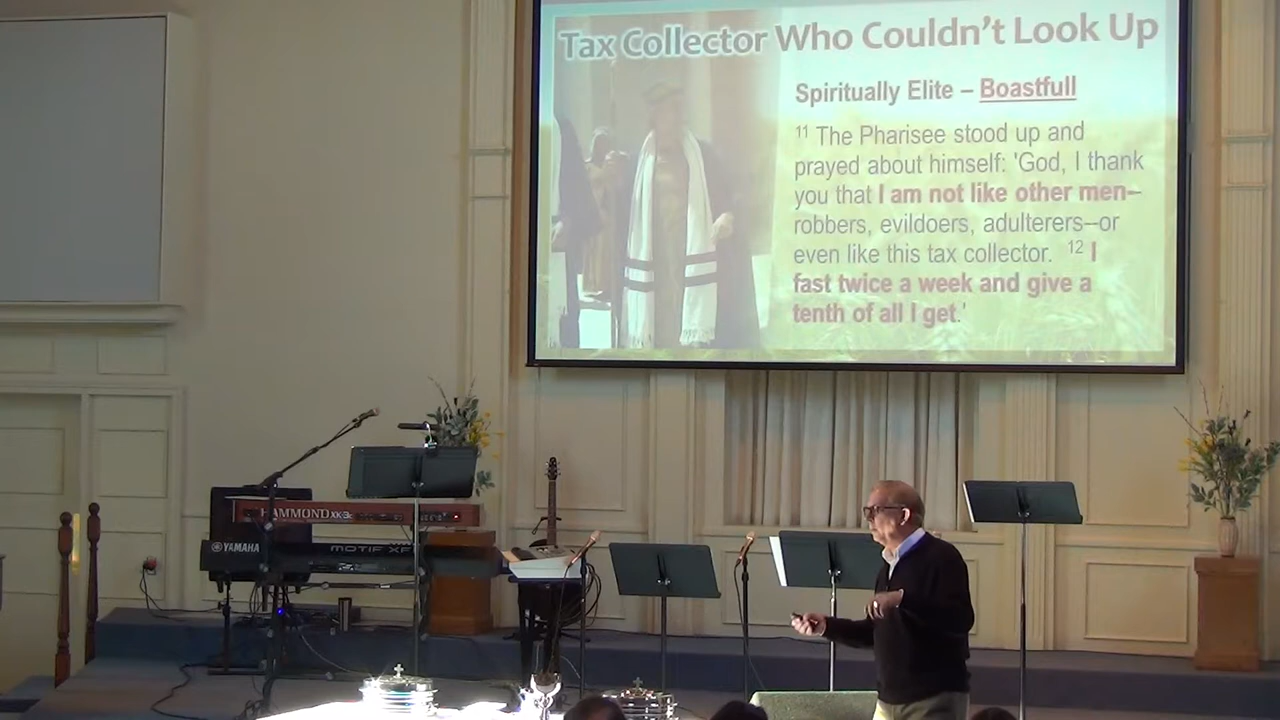 Tax Collector Who Couldn't Look Up
Spiritually Elite – Boastfull
11 The Pharisee stood up and
prayed about himself: 'God, I thank
you that I am not like other men–
robbers, evildoers, adulterers–or
even like this tax collector. 12 I
fast twice a week and give a
tenth of all I get.'
HAMMOND XK-3c
YAMAHA MOTIF XF